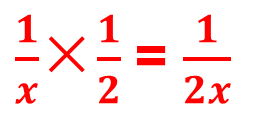 1/x × 1/2 = 1/2x